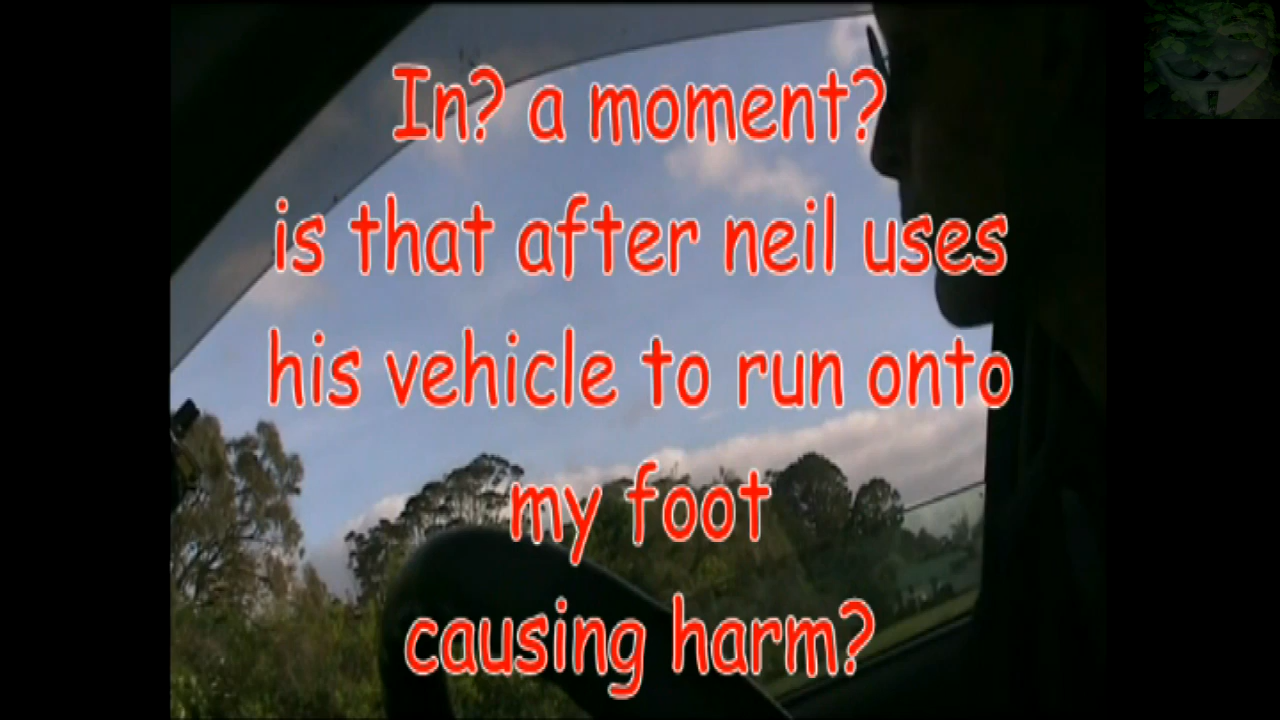 In? a moment?
is that after neil uses
his vehicle to run onto
my foot
causing harm?